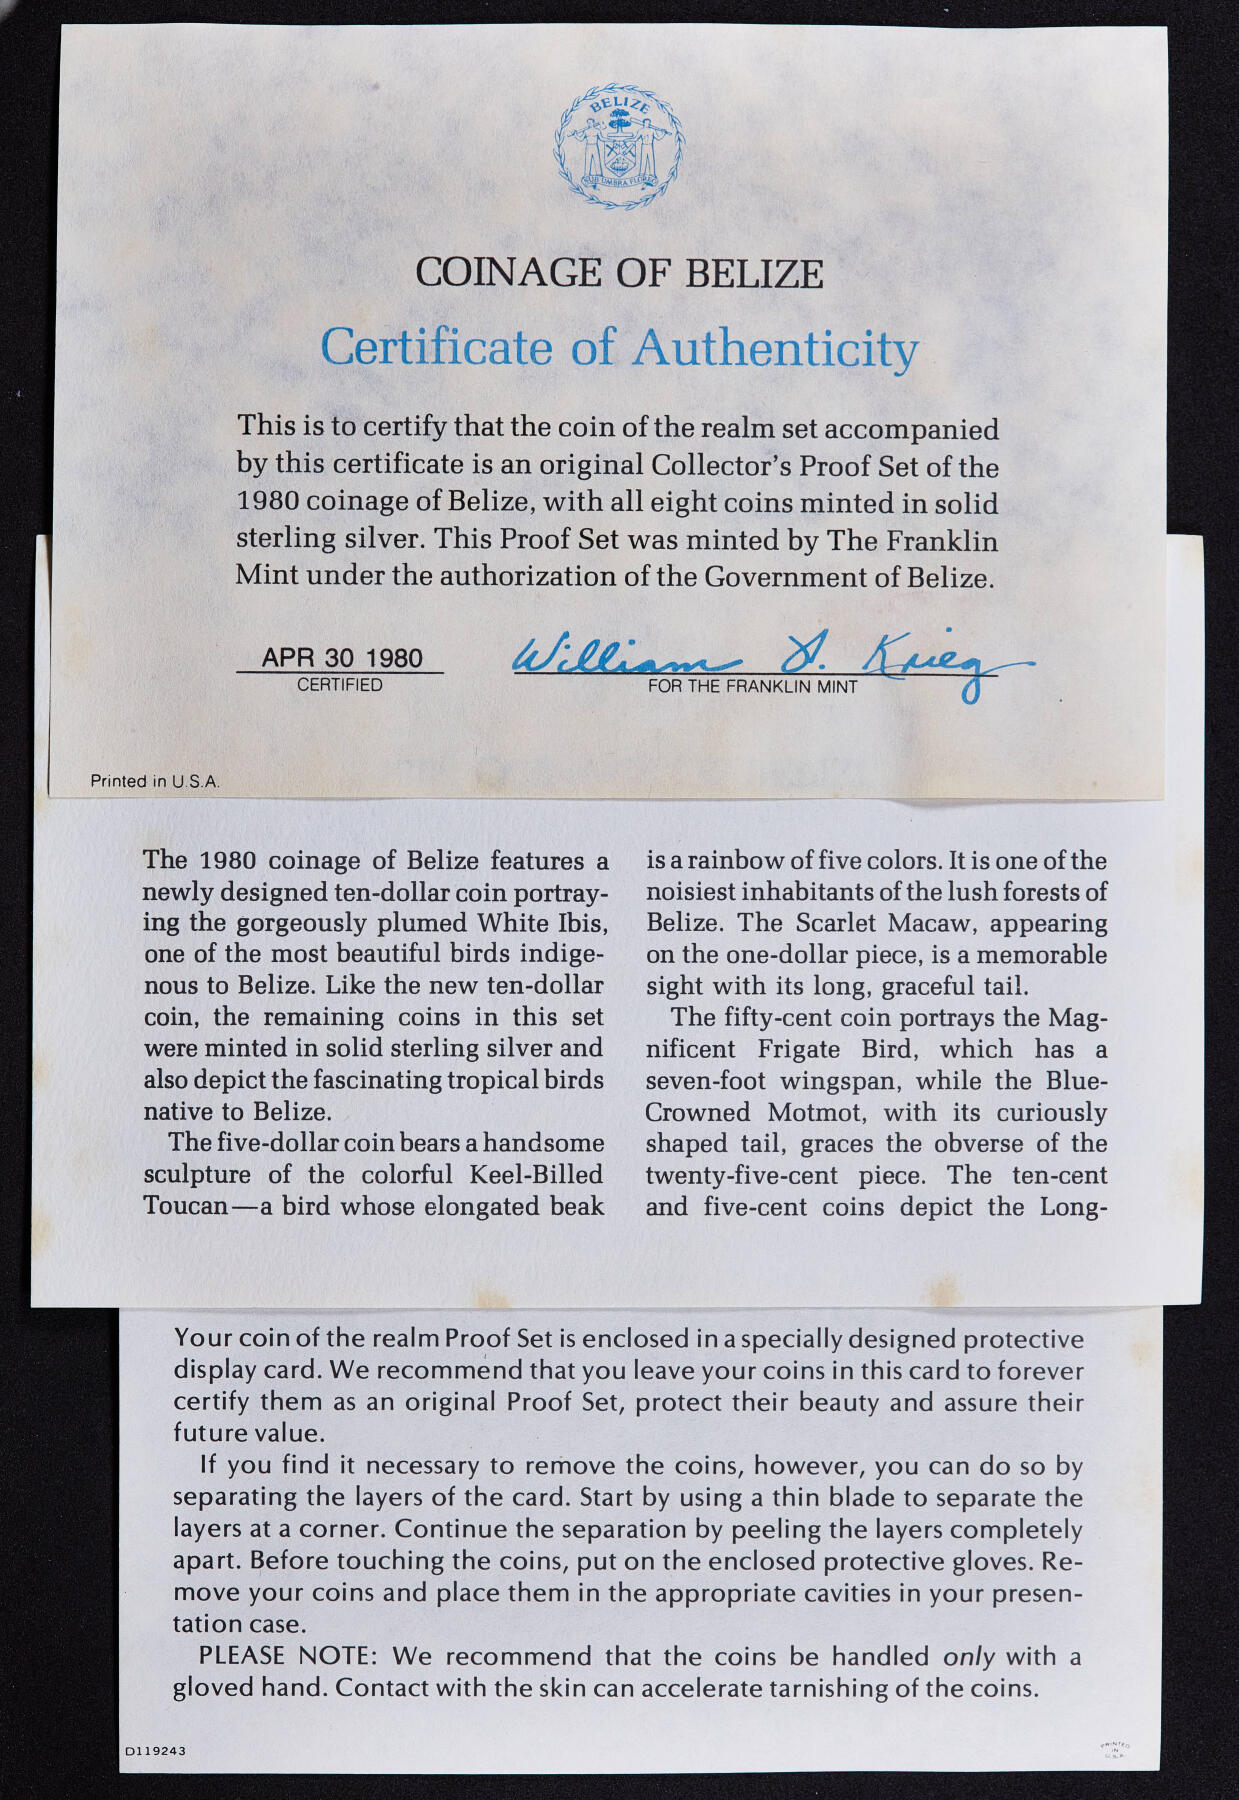 BELIZE
SUB UMBRA FLOREO
COINAGE OF BELIZE
Certificate of Authenticity
This is to certify that the coin of the realm set accompanied
by this certificate is an original Collector's Proof Set of the
1980 coinage of Belize, with all eight coins minted in solid
sterling silver. This Proof Set was minted by The Franklin
Mint under the authorization of the Government of Belize.
APR 30 1980
CERTIFIED
William A. Krieg
FOR THE FRANKLIN MINT
Printed in U.S.A.
The 1980 coinage of Belize features a
newly designed ten-dollar coin portray-
ing the gorgeously plumed White Ibis,
one of the most beautiful birds indige-
nous to Belize. Like the new ten-dollar
coin, the remaining coins in this set
were minted in solid sterling silver and
also depict the fascinating tropical birds
native to Belize.
The five-dollar coin bears a handsome
sculpture of the colorful Keel-Billed
Toucan—a bird whose elongated beak
is a rainbow of five colors. It is one of the
noisiest inhabitants of the lush forests of
Belize. The Scarlet Macaw, appearing
on the one-dollar piece, is a memorable
sight with its long, graceful tail.
The fifty-cent coin portrays the Mag-
nificent Frigate Bird, which has a
seven-foot wingspan, while the Blue-
Crowned Motmot, with its curiously
shaped tail, graces the obverse of the
twenty-five-cent piece. The ten-cent
and five-cent coins depict the Long-
Your coin of the realm Proof Set is enclosed in a specially designed protective
display card. We recommend that you leave your coins in this card to forever
certify them as an original Proof Set, protect their beauty and assure their
future value.
If you find it necessary to remove the coins, however, you can do so by
separating the layers of the card. Start by using a thin blade to separate the
layers at a corner. Continue the separation by peeling the layers completely
apart. Before touching the coins, put on the enclosed protective gloves. Re-
move your coins and place them in the appropriate cavities in your presen-
tation case.
PLEASE NOTE: We recommend that the coins be handled only with a
gloved hand. Contact with the skin can accelerate tarnishing of the coins.
D119243
PRINTED
IN
U.S.A.